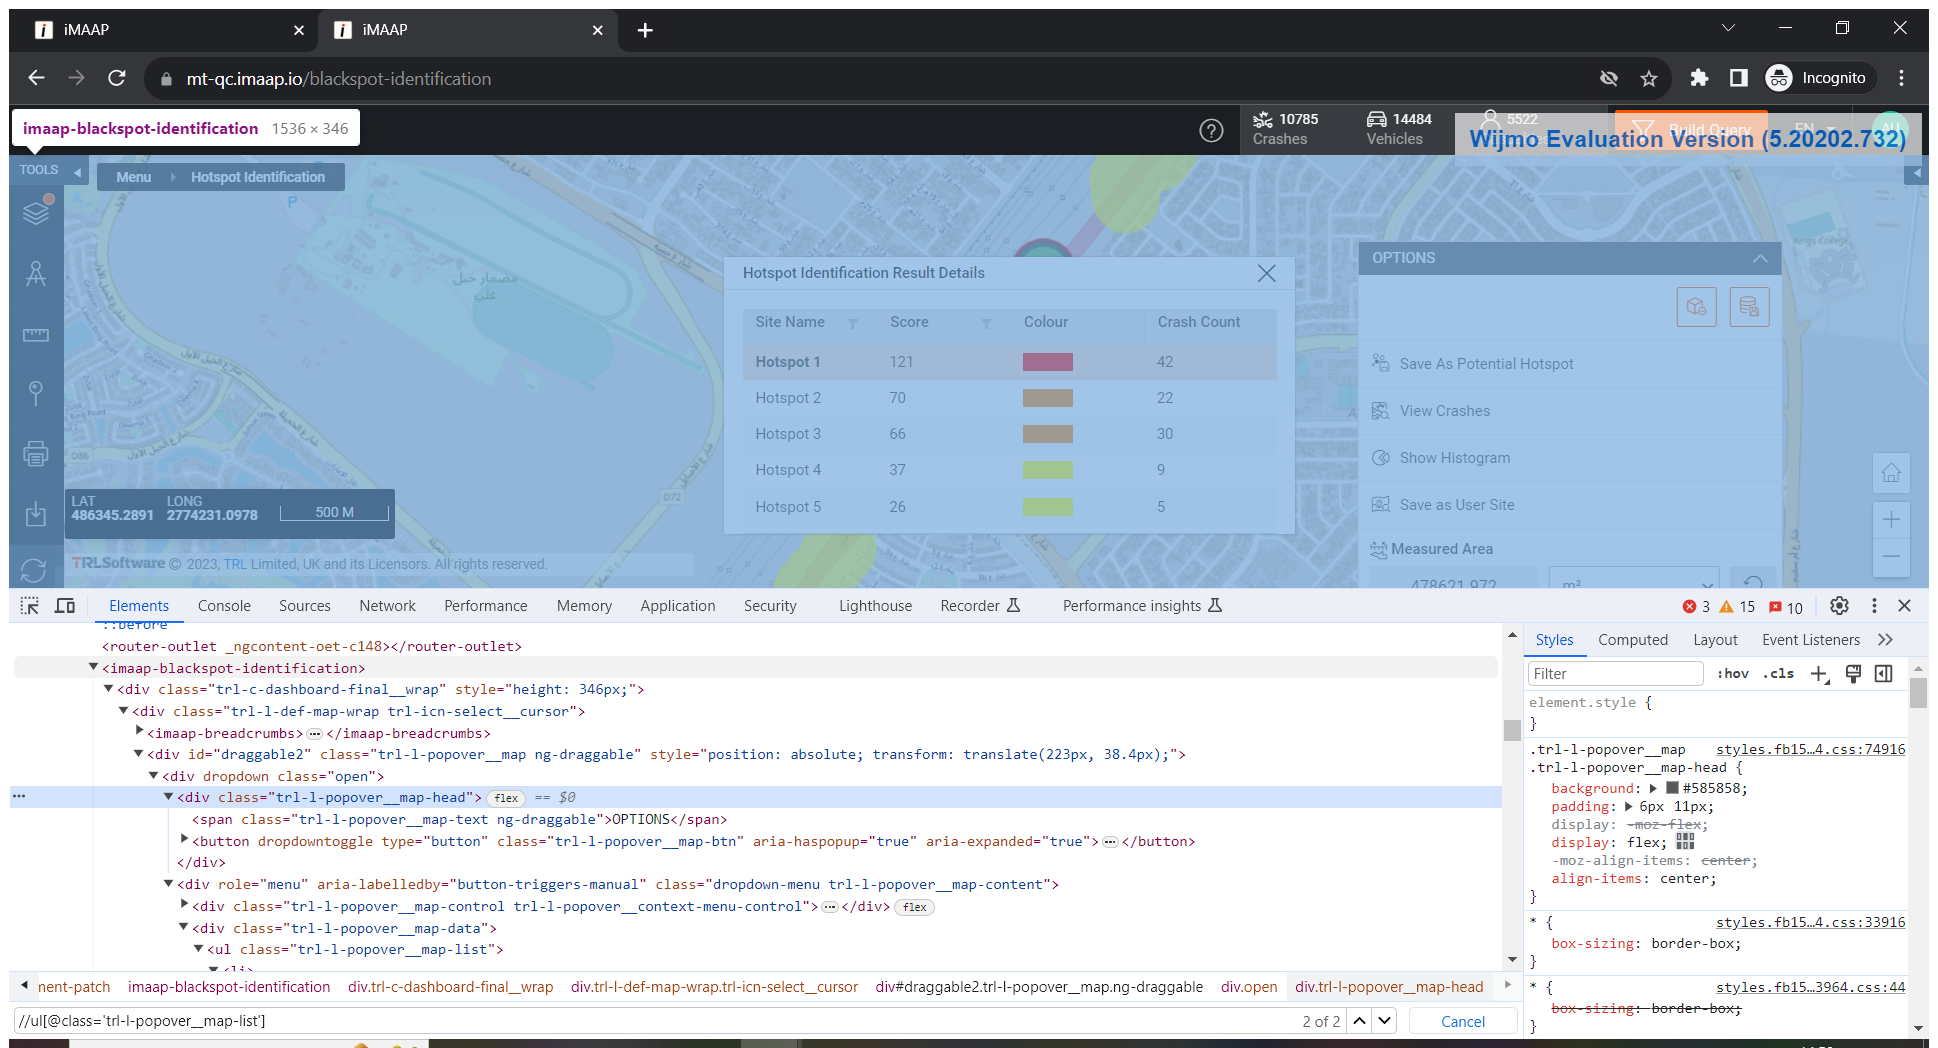 iMAAP
iMAAP
mt-qc.imaap.io/blackspot-identification
Incognito
imaap-blackspot-identification 1536 × 346
10785
Crashes
14484
Vehicles
5522
Build Query
EN
Wijmo Evaluation Version (5.20202.732)
TOOLS
Menu
Hotspot Identification
P
مصمار جبل
علي
Kings College
Hotspot Identification Result Details
Site Name Score Colour Crash Count
Hotspot 1 121 42
Hotspot 2 70 22
Hotspot 3 66 30
Hotspot 4 37 9
Hotspot 5 26 5
OPTIONS
Save As Potential Hotspot
View Crashes
Show Histogram
Save as User Site
Measured Area
478621.972 m²
D86
D72
LAT LONG
486345.2891 2774231.0978 500 M
TRLSoftware © 2023, TRL Limited, UK and its Licensors. All rights reserved.
Elements Console Sources Network Performance Memory Application Security Lighthouse Recorder Performance insights 3 15 10
::before
<router-outlet _ngcontent-oet-c148></router-outlet>
<imaap-blackspot-identification>
<div class="trl-c-dashboard-final__wrap" style="height: 346px;">
<div class="trl-l-def-map-wrap trl-icn-select__cursor">
<imaap-breadcrumbs>…</imaap-breadcrumbs>
<div id="draggable2" class="trl-l-popover__map ng-draggable" style="position: absolute; transform: translate(223px, 38.4px);">
<div dropdown class="open">
<div class="trl-l-popover__map-head"> flex == $0
<span class="trl-l-popover__map-text ng-draggable">OPTIONS</span>
<button dropdowntoggle type="button" class="trl-l-popover__map-btn" aria-haspopup="true" aria-expanded="true">…</button>
</div>
<div role="menu" aria-labelledby="button-triggers-manual" class="dropdown-menu trl-l-popover__map-content">
<div class="trl-l-popover__map-control trl-l-popover__context-menu-control">…</div> flex
<div class="trl-l-popover__map-data">
<ul class="trl-l-popover__map-list">
<li>
ment-patch imaap-blackspot-identification div.trl-c-dashboard-final__wrap div.trl-l-def-map-wrap.trl-icn-select__cursor div#draggable2.trl-l-popover__map.ng-draggable div.open div.trl-l-popover__map-head
//ul[@class='trl-l-popover__map-list'] 2 of 2 Cancel
Styles Computed Layout Event Listeners
Filter :hov .cls
element.style {
}
.trl-l-popover__map styles.fb15…4.css:74916
.trl-l-popover__map-head {
background: #585858;
padding: 6px 11px;
display: -moz-flex;
display: flex;
-moz-align-items: center;
align-items: center;
}
* { styles.fb15…4.css:33916
box-sizing: border-box;
}
* { styles.fb15…3964.css:44
box-sizing: border-box;
}